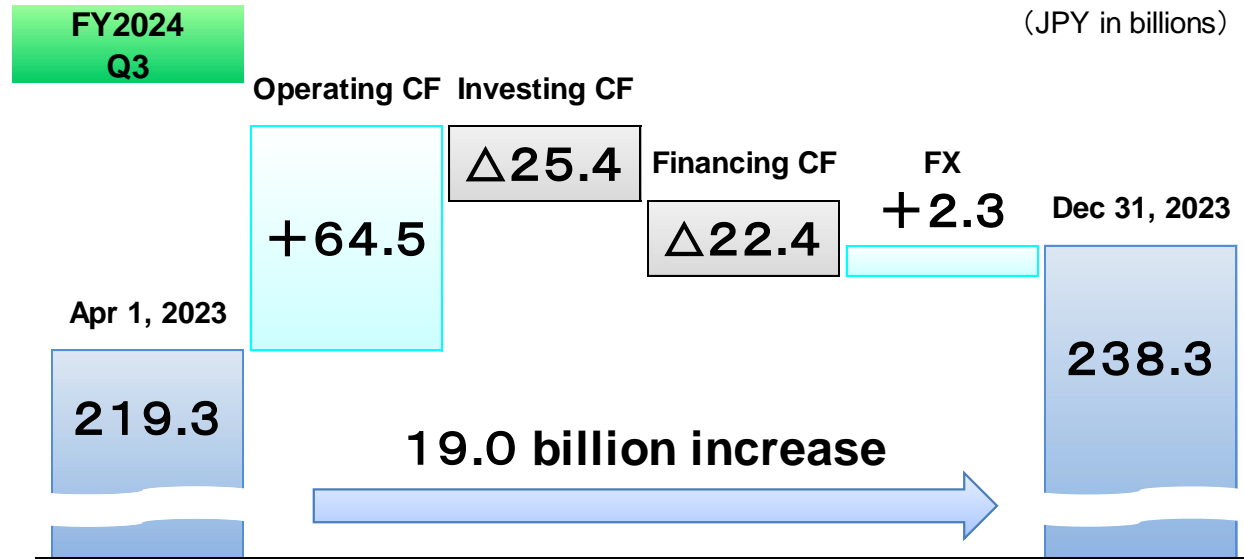 FY2024
Q3
（JPY in billions）
Operating CF
Investing CF
Financing CF
FX
Dec 31, 2023
Apr 1, 2023
＋64.5
△25.4
△22.4
＋2.3
219.3
238.3
19.0 billion increase